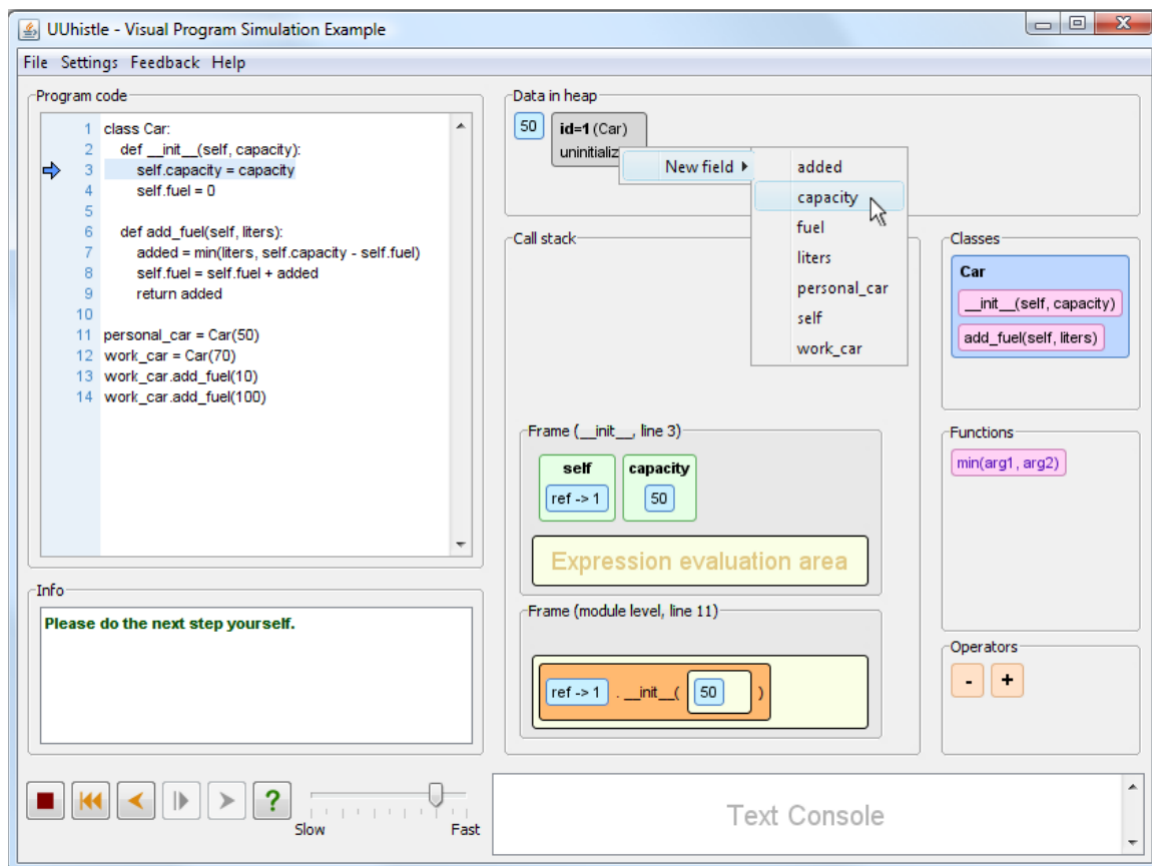 UUhistle - Visual Program Simulation Example
File Settings Feedback Help
Program code
1 class Car:
2 def __init__(self, capacity):
3 self.capacity = capacity
4 self.fuel = 0
5
6 def add_fuel(self, liters):
7 added = min(liters, self.capacity - self.fuel)
8 self.fuel = self.fuel + added
9 return added
10
11 personal_car = Car(50)
12 work_car = Car(70)
13 work_car.add_fuel(10)
14 work_car.add_fuel(100)
Info
Please do the next step yourself.
Slow Fast
Data in heap
50 id=1 (Car)
uninitializ
New field
added
capacity
fuel
liters
personal_car
self
work_car
Call stack
Frame (__init__, line 3)
self capacity
ref -> 1 50
Expression evaluation area
Frame (module level, line 11)
ref -> 1 . __init__( 50 )
Classes
Car
__init__(self, capacity)
add_fuel(self, liters)
Functions
min(arg1, arg2)
Operators
- +
?
Text Console